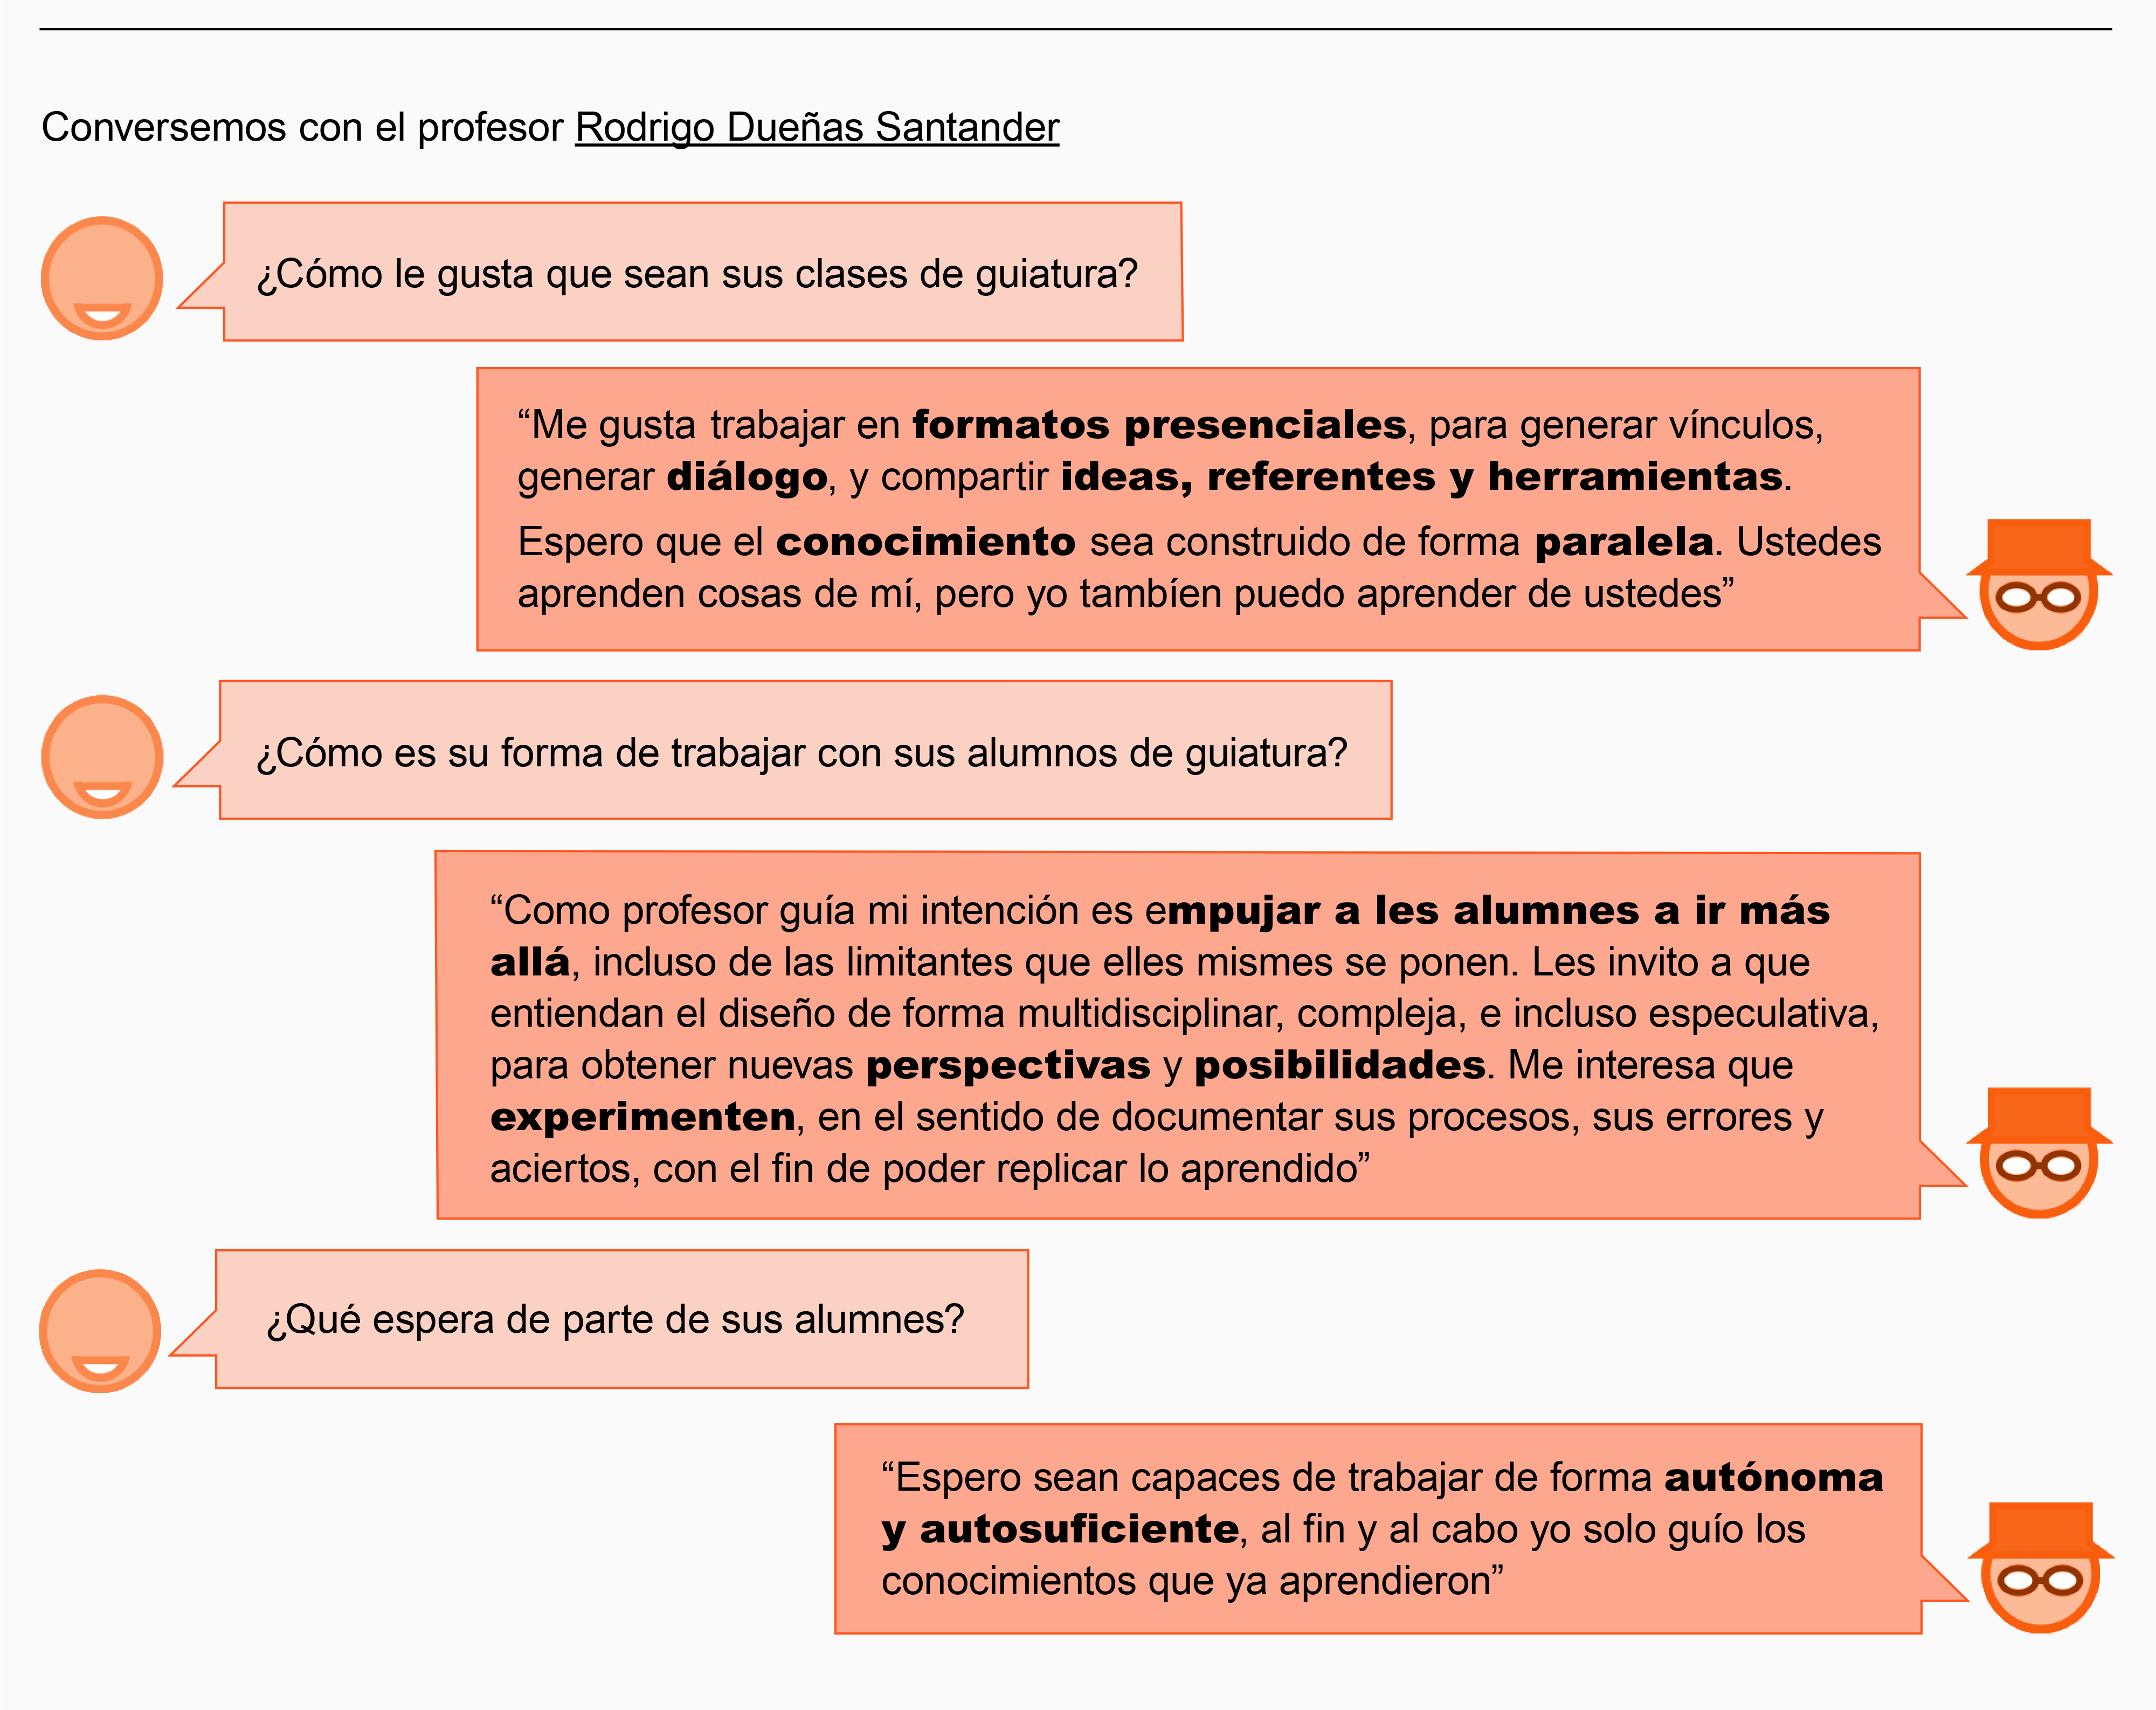 Conversemos con el profesor Rodrigo Dueñas Santander
¿Cómo le gusta que sean sus clases de guiatura?
“Me gusta trabajar en formatos presenciales, para generar vínculos,
generar diálogo, y compartir ideas, referentes y herramientas.
Espero que el conocimiento sea construido de forma paralela. Ustedes
aprenden cosas de mí, pero yo tambíen puedo aprender de ustedes”
¿Cómo es su forma de trabajar con sus alumnos de guiatura?
“Como profesor guía mi intención es empujar a les alumnes a ir más
allá, incluso de las limitantes que elles mismes se ponen. Les invito a que
entiendan el diseño de forma multidisciplinar, compleja, e incluso especulativa,
para obtener nuevas perspectivas y posibilidades. Me interesa que
experimenten, en el sentido de documentar sus procesos, sus errores y
aciertos, con el fin de poder replicar lo aprendido”
¿Qué espera de parte de sus alumnes?
“Espero sean capaces de trabajar de forma autónoma
y autosuficiente, al fin y al cabo yo solo guío los
conocimientos que ya aprendieron”